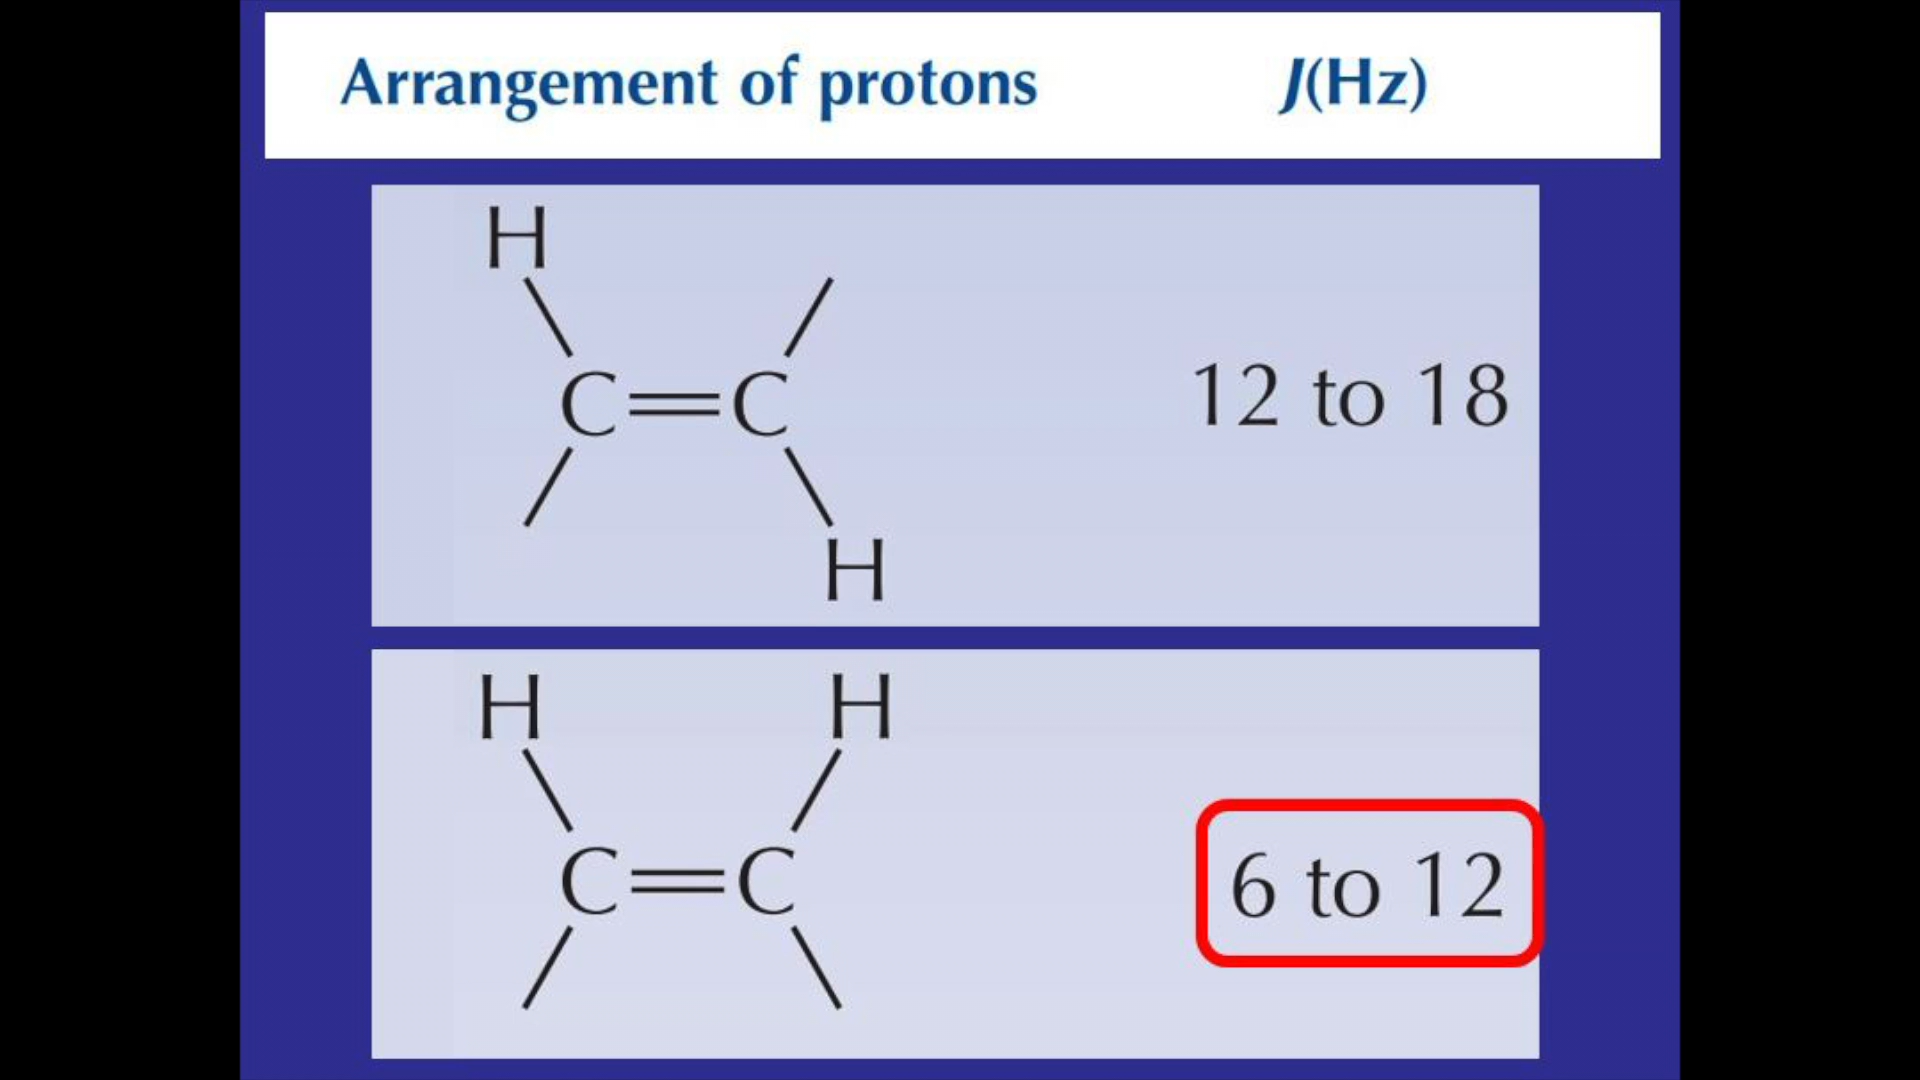 Arrangement of protons J(Hz)
H
C=C 12 to 18
H
H H
C=C 6 to 12